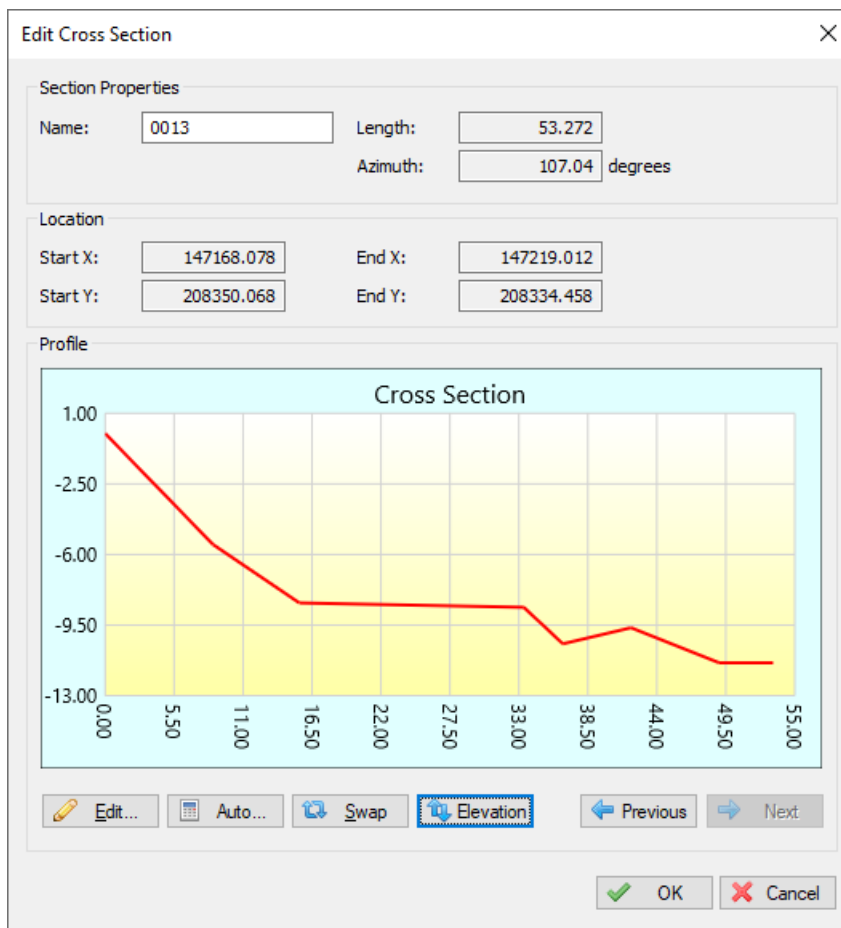 Edit Cross Section
Section Properties
Name: 0013 Length: 53.272
Azimuth: 107.04 degrees
Location
Start X: 147168.078 End X: 147219.012
Start Y: 208350.068 End Y: 208334.458
Profile
Cross Section
1.00
-2.50
-6.00
-9.50
-13.00
0.00 5.50 11.00 16.50 22.00 27.50 33.00 38.50 44.00 49.50 55.00
Edit... Auto... Swap Elevation Previous Next
OK Cancel